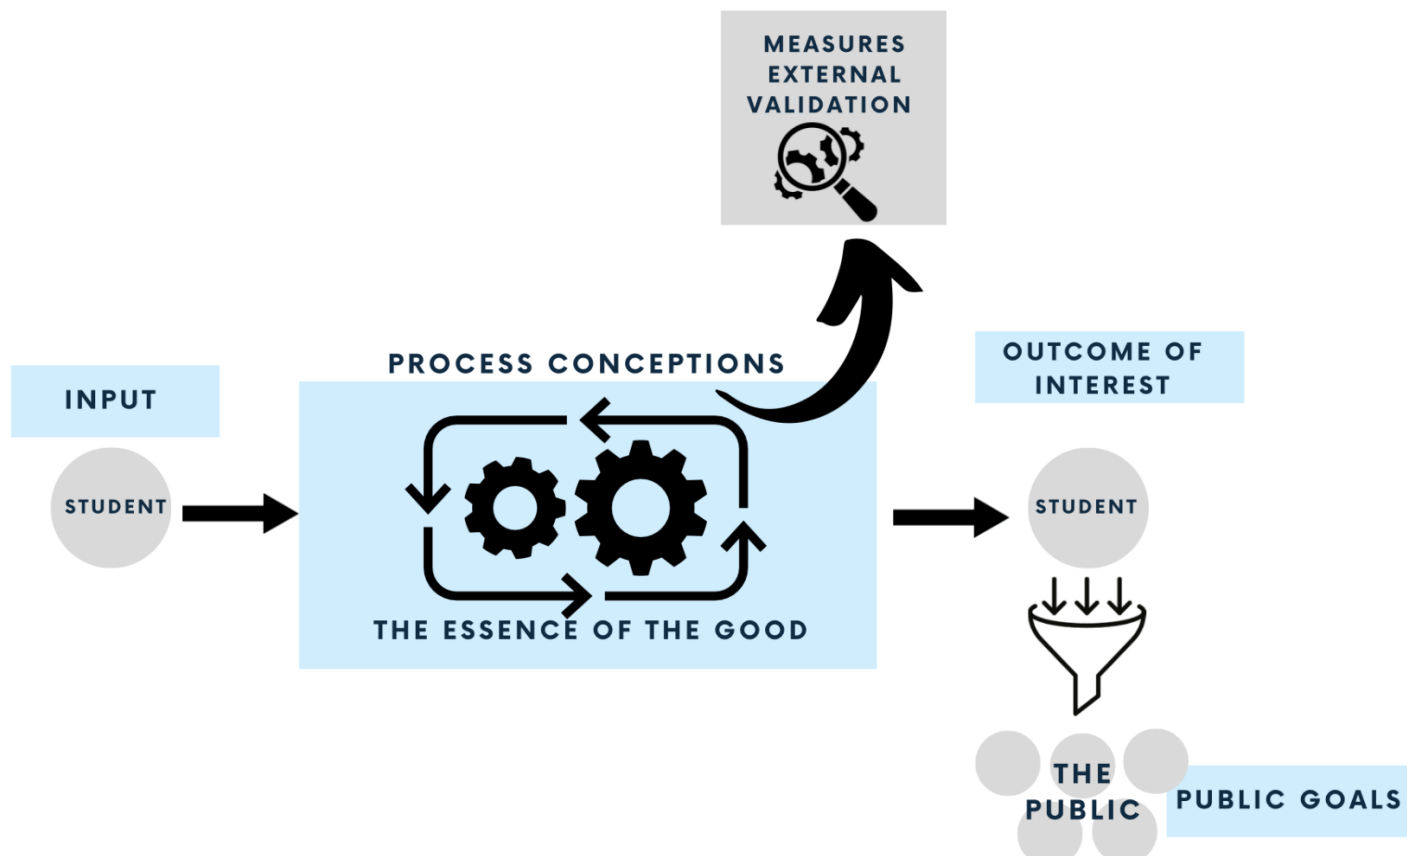 MEASURES
EXTERNAL
VALIDATION
PROCESS CONCEPTIONS
OUTCOME OF
INTEREST
INPUT
STUDENT
STUDENT
THE ESSENCE OF THE GOOD
THE
PUBLIC
PUBLIC GOALS